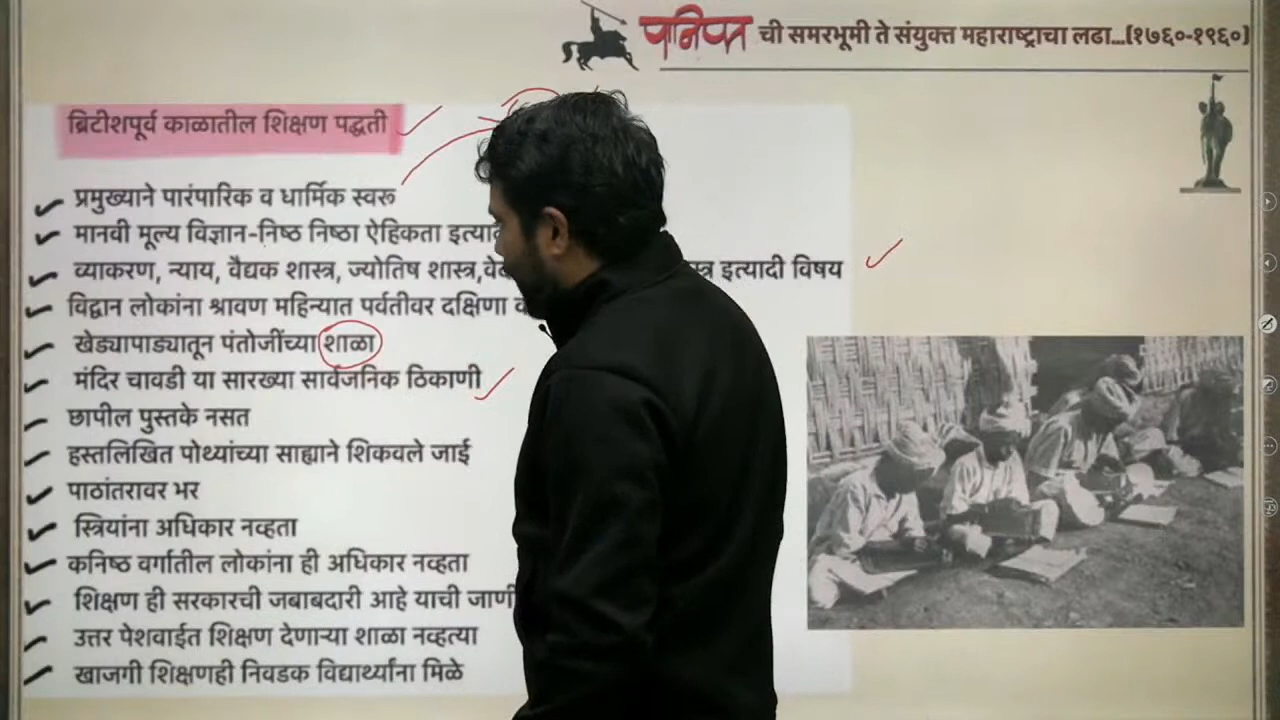 पानिपत ची समरभूमी ते संयुक्त महाराष्ट्राचा लढा...(१७६०-१९६०)
ब्रिटीशपूर्व काळातील शिक्षण पद्धती
प्रमुख्याने पारंपारिक व धार्मिक स्वरू
मानवी मूल्य विज्ञान-निष्ठ निष्ठा ऐहिकता
व्याकरण, न्याय, वैद्यक शास्त्र, ज्योतिष शास्त्र, इत्यादी विषय
विद्वान लोकांना श्रावण महिन्यात पर्वतीवर दक्षिणा
खेड्यापाड्यातून पंतोजींच्या शाळा
मंदिर चावडी या सारख्या सार्वजनिक ठिकाणी
छापील पुस्तके नसत
हस्तलिखित पोथ्यांच्या साह्याने शिकवले जाई
पाठांतरावर भर
स्त्रियांना अधिकार नव्हता
कनिष्ठ वर्गातील लोकांना ही अधिकार नव्हता
शिक्षण ही सरकारची जबाबदारी आहे याची
उत्तर पेशवाईत शिक्षण देणाऱ्या शाळा नव्हत्या
खाजगी शिक्षणही निवडक विद्यार्थ्यांना मिळे